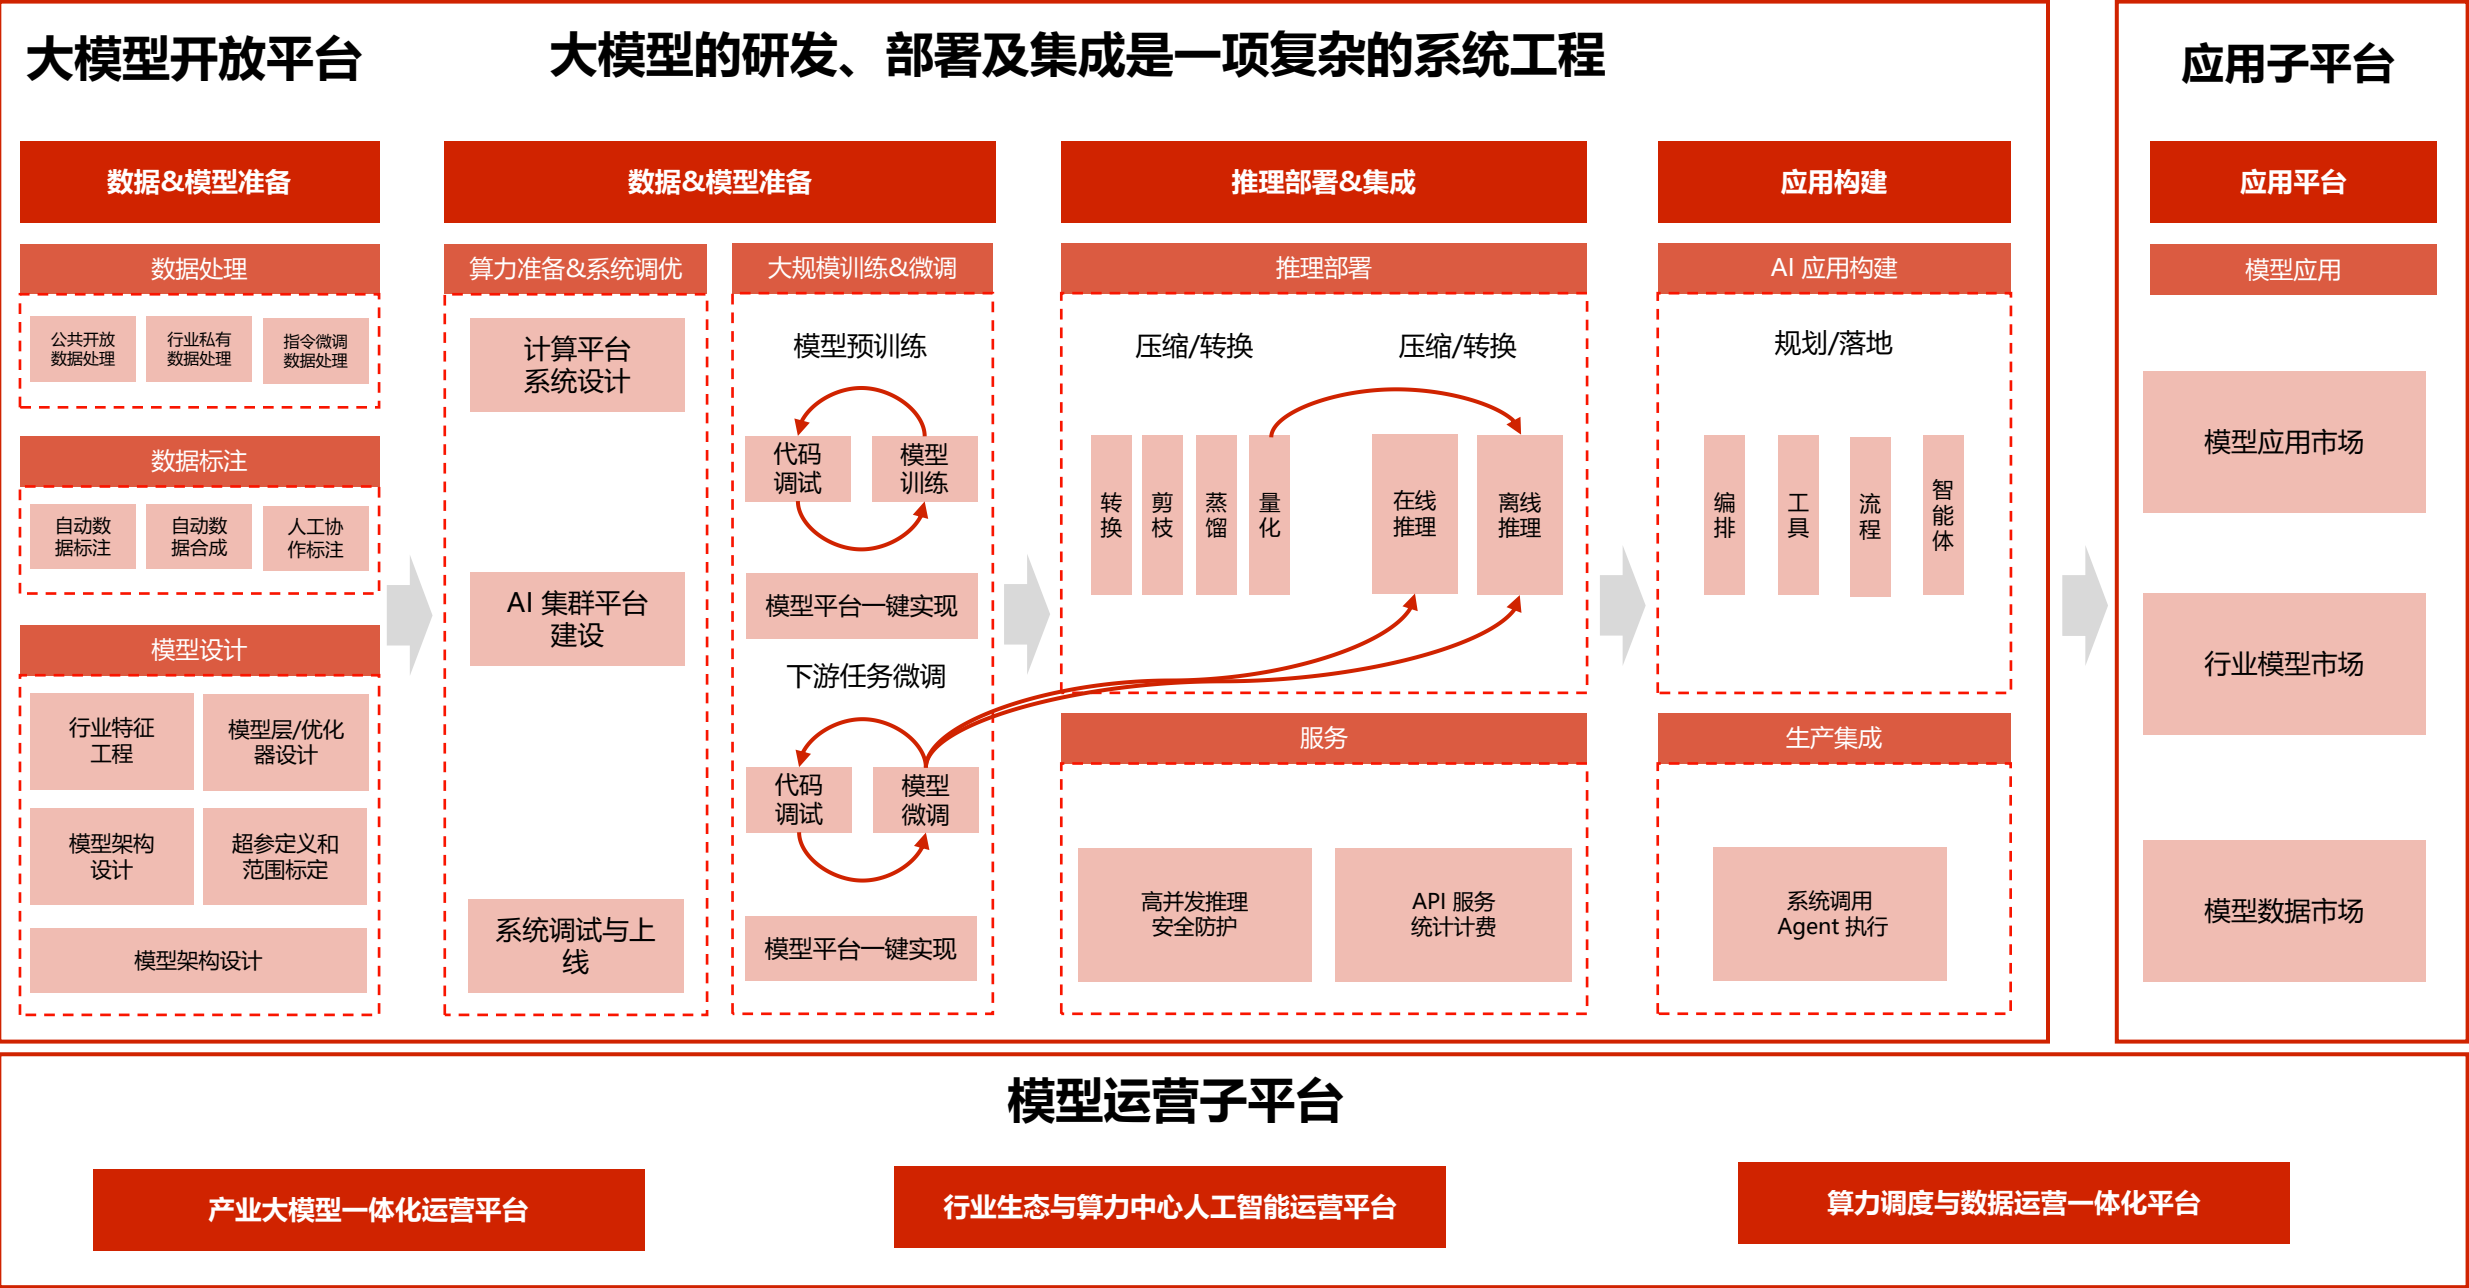 大模型开放平台
大模型的研发、部署及集成是一项复杂的系统工程
应用子平台
数据&模型准备
数据处理
公共开放
数据处理
行业私有
数据处理
指令微调
数据处理
数据标注
自动数
据标注
自动数
据合成
人工协
作标注
模型设计
行业特征
工程
模型层/优化
器设计
模型架构
设计
超参定义和
范围标定
模型架构设计
数据&模型准备
算力准备&系统调优
计算平台
系统设计
AI 集群平台
建设
系统调试与上
线
大规模训练&微调
模型预训练
代码
调试
模型
训练
模型平台一键实现
下游任务微调
代码
调试
模型
微调
模型平台一键实现
推理部署&集成
推理部署
压缩/转换
压缩/转换
转换
剪枝
蒸馏
量化
在线
推理
离线
推理
服务
高并发推理
安全防护
API 服务
统计计费
应用构建
AI 应用构建
规划/落地
编排
工具
流程
智能体
生产集成
系统调用
Agent 执行
应用平台
模型应用
模型应用市场
行业模型市场
模型数据市场
模型运营子平台
产业大模型一体化运营平台
行业生态与算力中心人工智能运营平台
算力调度与数据运营一体化平台